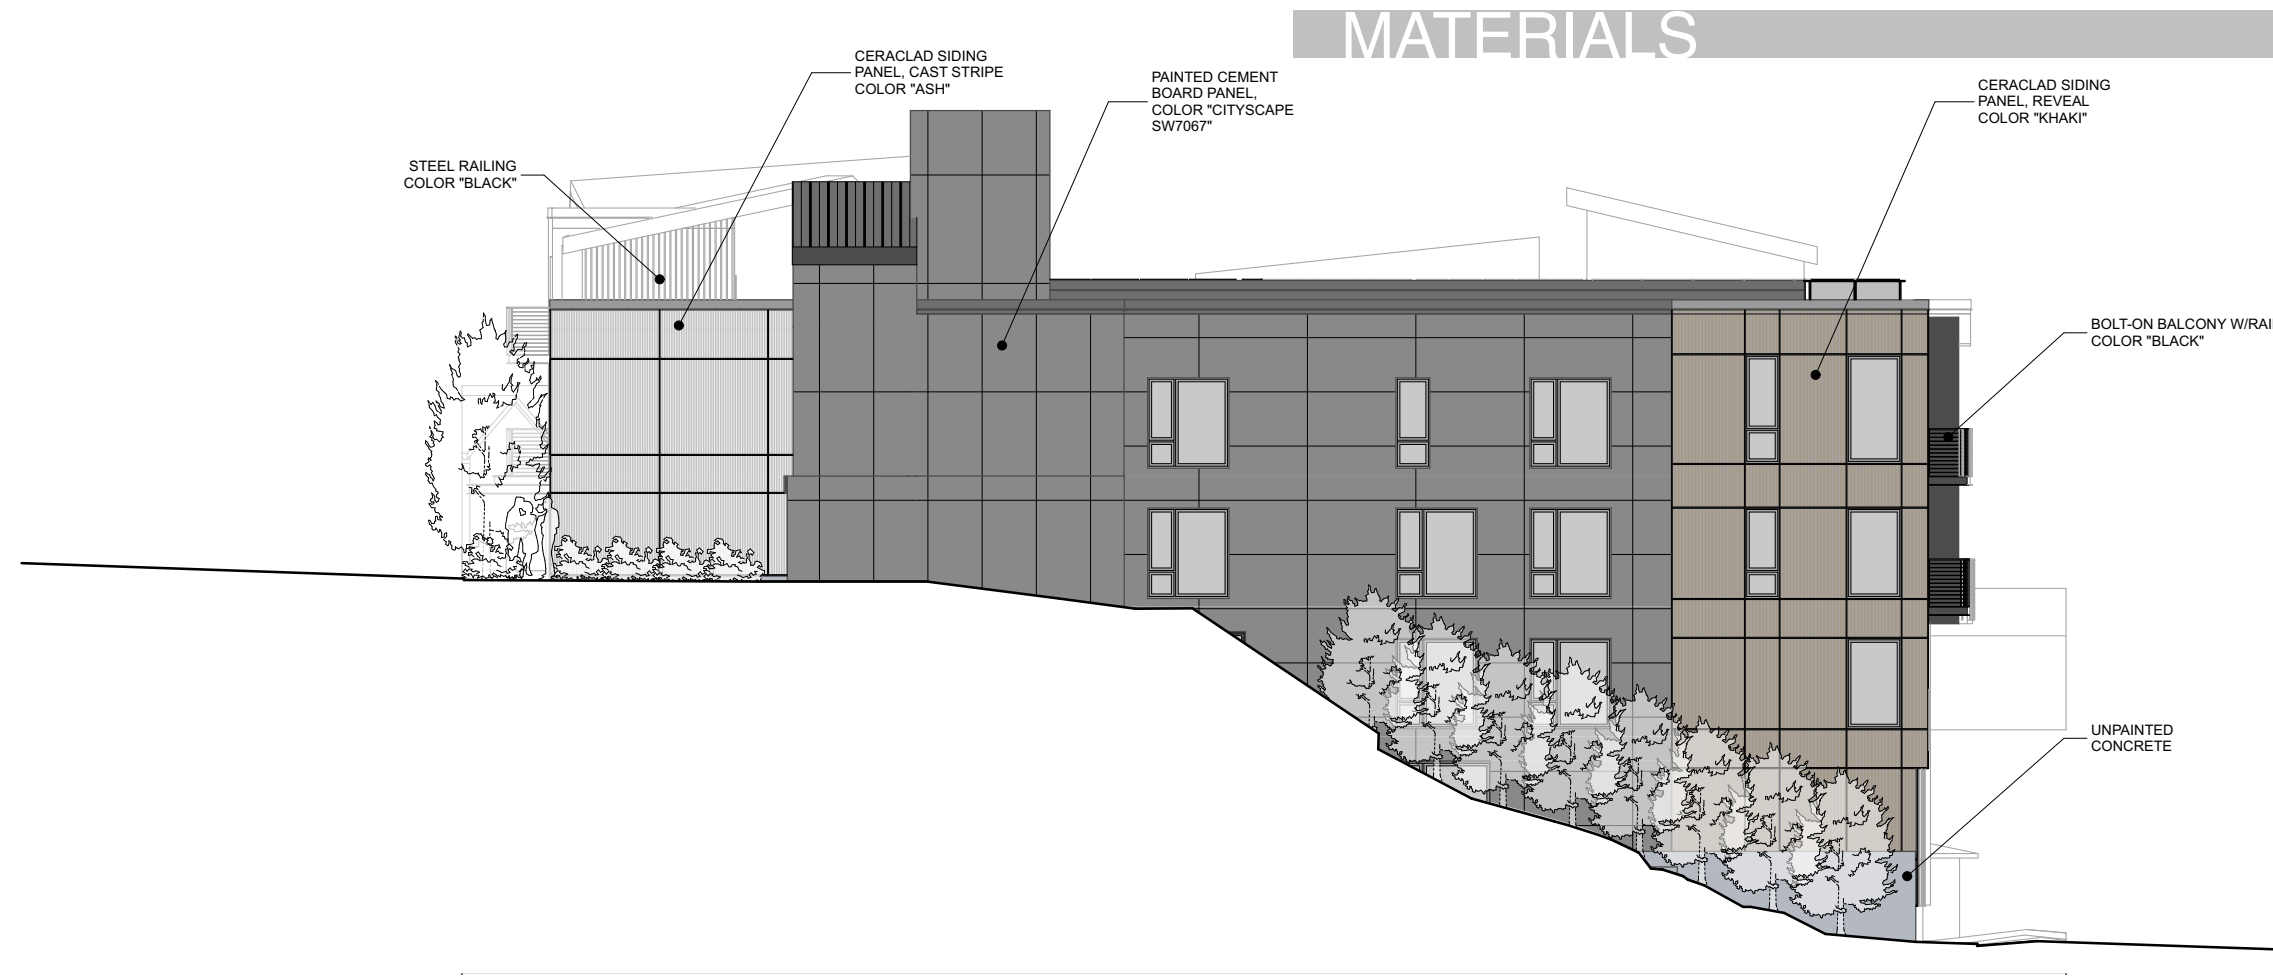 MATERIALS
CERACLAD SIDING
PANEL, CAST STRIPE
COLOR "ASH"
PAINTED CEMENT
BOARD PANEL,
COLOR "CITYSCAPE
SW7067"
CERACLAD SIDING
PANEL, REVEAL
COLOR "KHAKI"
STEEL RAILING
COLOR "BLACK"
BOLT-ON BALCONY
COLOR "BLACK"
UNPAINTED
CONCRETE